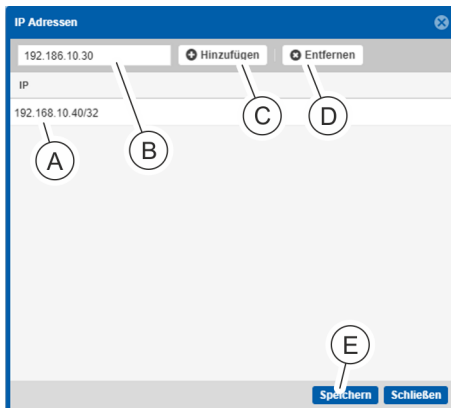 IP Adressen
192.186.10.30 Hinzufügen Entfernen
IP
192.168.10.40/32
A B C D
E
Speichern Schließen